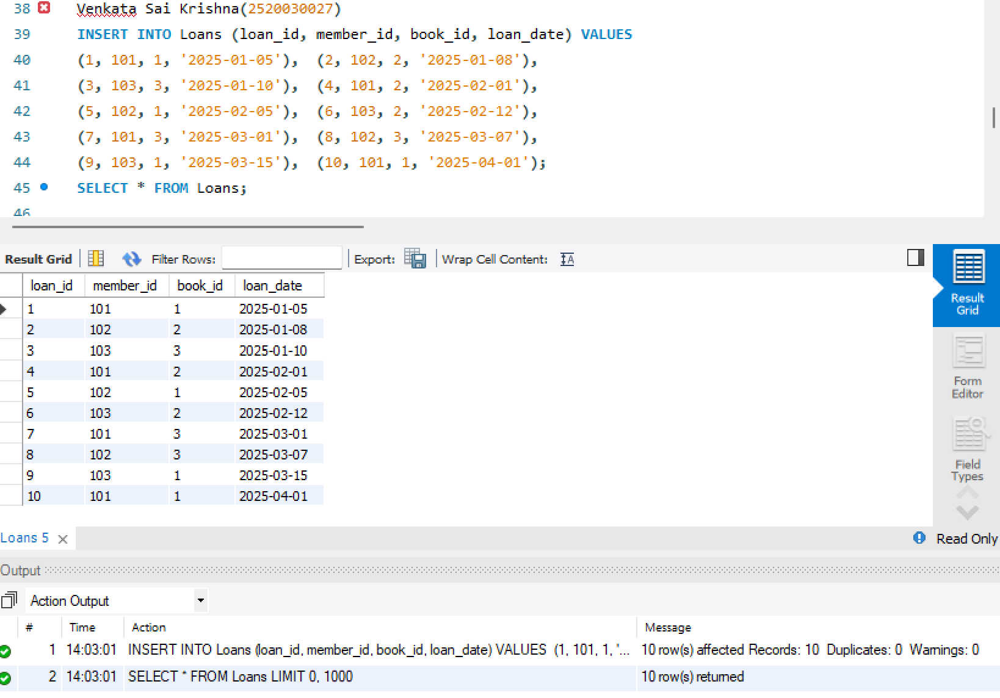 38 Venkata Sai Krishna(2520030027)
39 INSERT INTO Loans (loan_id, member_id, book_id, loan_date) VALUES
40 (1, 101, 1, '2025-01-05'), (2, 102, 2, '2025-01-08'),
41 (3, 103, 3, '2025-01-10'), (4, 101, 2, '2025-02-01'),
42 (5, 102, 1, '2025-02-05'), (6, 103, 2, '2025-02-12'),
43 (7, 101, 3, '2025-03-01'), (8, 102, 3, '2025-03-07'),
44 (9, 103, 1, '2025-03-15'), (10, 101, 1, '2025-04-01');
45 SELECT * FROM Loans;
46
Result Grid Filter Rows: Export: Wrap Cell Content:
loan_id member_id book_id loan_date
1 101 1 2025-01-05
2 102 2 2025-01-08
3 103 3 2025-01-10
4 101 2 2025-02-01
5 102 1 2025-02-05
6 103 2 2025-02-12
7 101 3 2025-03-01
8 102 3 2025-03-07
9 103 1 2025-03-15
10 101 1 2025-04-01
Result
Grid
Form
Editor
Field
Types
Loans 5 Read Only
Output
Action Output
# Time Action Message
1 14:03:01 INSERT INTO Loans (loan_id, member_id, book_id, loan_date) VALUES (1, 101, 1, '... 10 row(s) affected Records: 10 Duplicates: 0 Warnings: 0
2 14:03:01 SELECT * FROM Loans LIMIT 0, 1000 10 row(s) returned